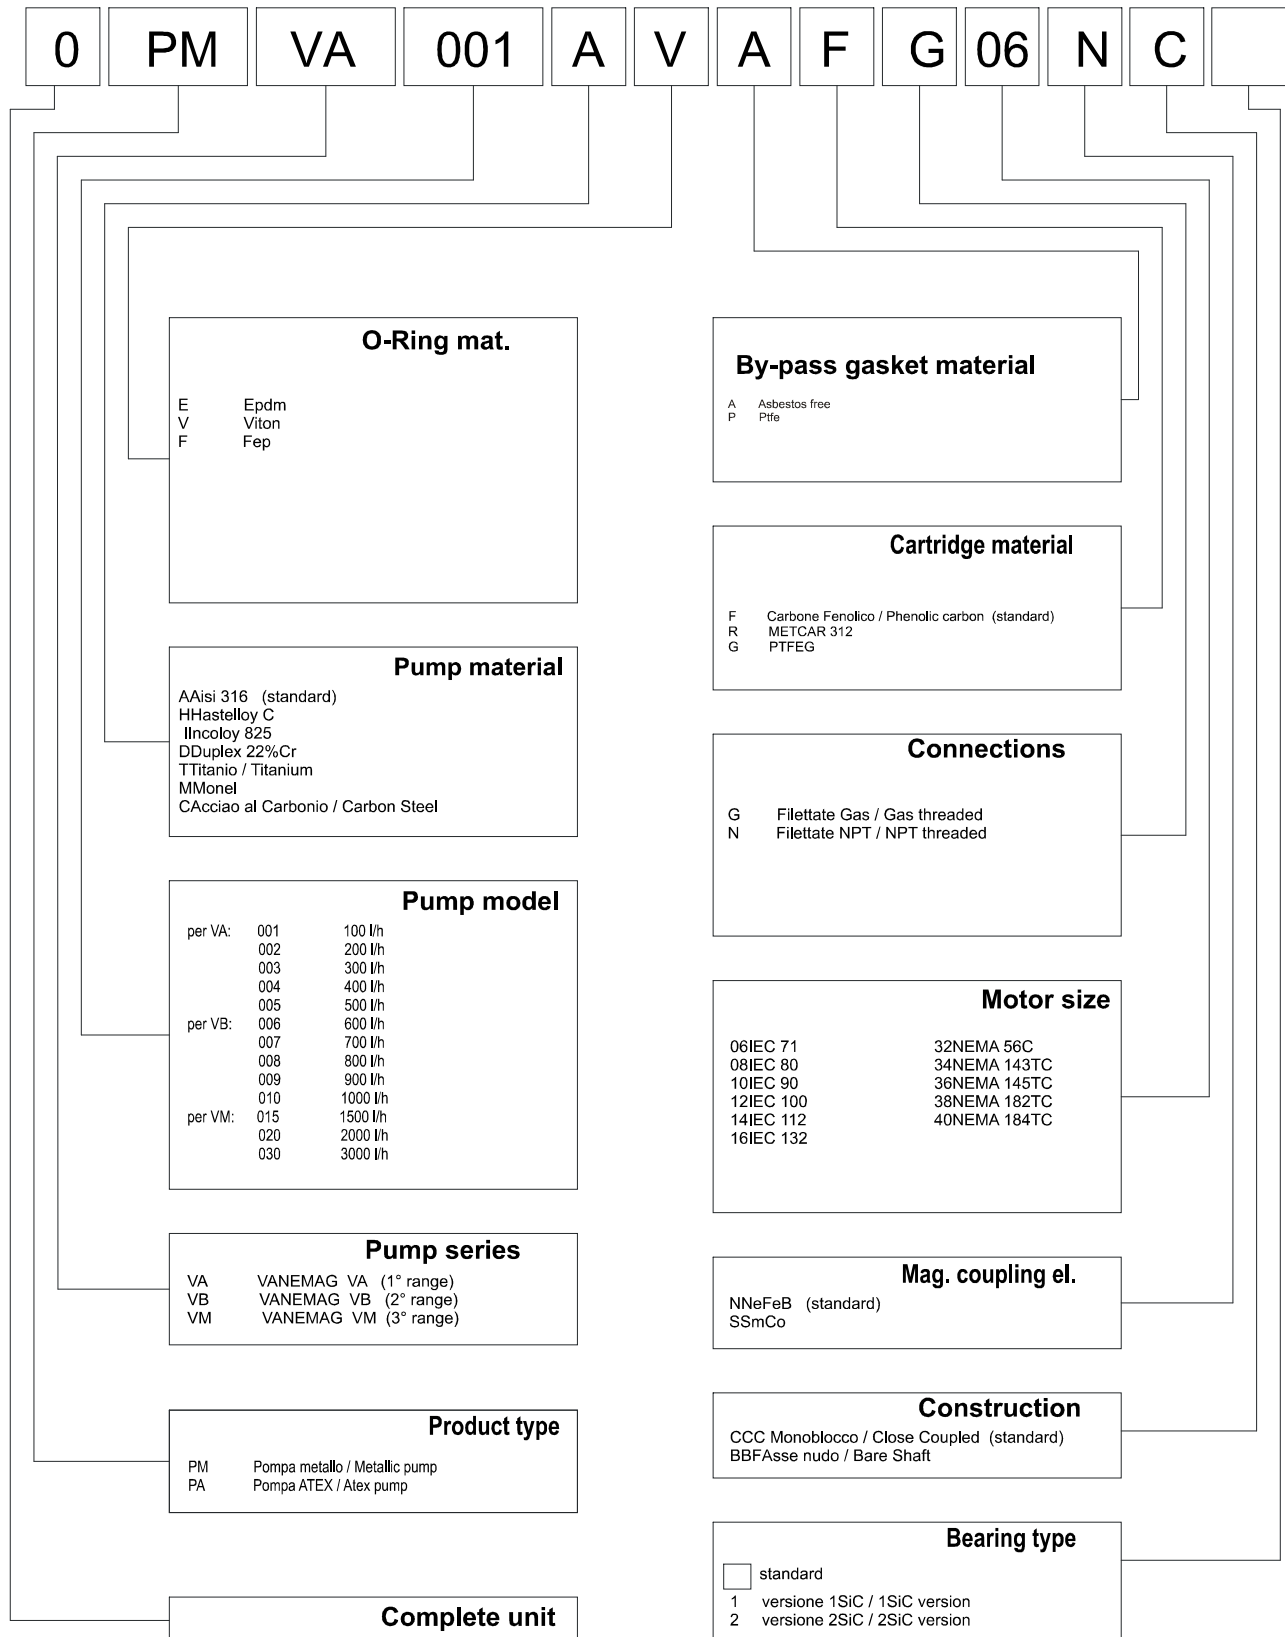 0 PM VA 001 A V A F G 06 N C
O-Ring mat.
E Epdm
V Viton
F Fep
Pump material
AAisi 316 (standard)
HHastelloy C
IIncoloy 825
DDuplex 22%Cr
TTitanio / Titanium
MMonel
CAcciao al Carbonio / Carbon Steel
Pump model
per VA: 001 100 l/h
002 200 l/h
003 300 l/h
004 400 l/h
005 500 l/h
per VB: 006 600 l/h
007 700 l/h
008 800 l/h
009 900 l/h
010 1000 l/h
per VM: 015 1500 l/h
020 2000 l/h
030 3000 l/h
Pump series
VA VANEMAG VA (1° range)
VB VANEMAG VB (2° range)
VM VANEMAG VM (3° range)
Product type
PM Pompa metallo / Metallic pump
PA Pompa ATEX / Atex pump
Complete unit
By-pass gasket material
A Asbestos free
P Ptfe
Cartridge material
F Carbone Fenolico / Phenolic carbon (standard)
R METCAR 312
G PTFEG
Connections
G Filettate Gas / Gas threaded
N Filettate NPT / NPT threaded
Motor size
06IEC 71 32NEMA 56C
08IEC 80 34NEMA 143TC
10IEC 90 36NEMA 145TC
12IEC 100 38NEMA 182TC
14IEC 112 40NEMA 184TC
16IEC 132
Mag. coupling el.
NNeFeB (standard)
SSmCo
Construction
CCC Monoblocco / Close Coupled (standard)
BBFAsse nudo / Bare Shaft
Bearing type
standard
1 versione 1SiC / 1SiC version
2 versione 2SiC / 2SiC version